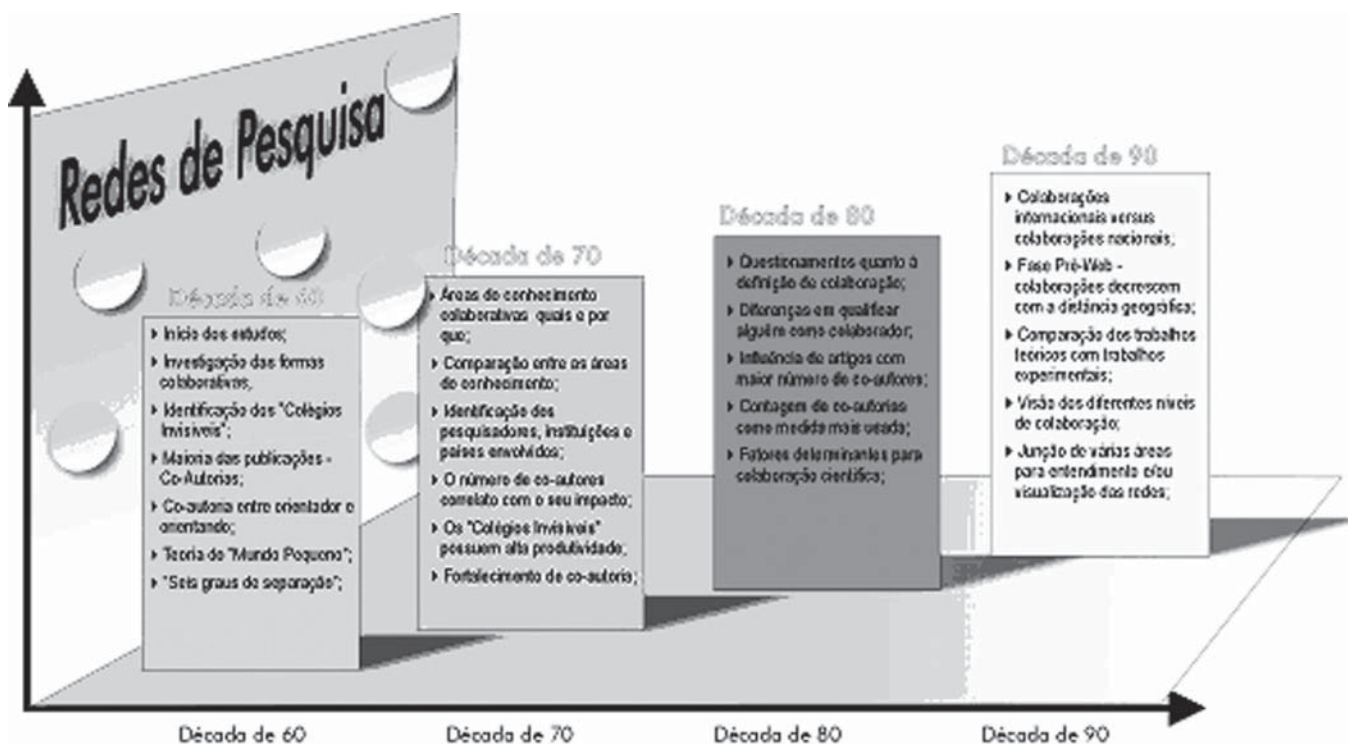 Redes de Pesquisa
Década de 60
Início dos estudos;
Investigação das formas
colaborativas;
Identificação dos "Colégios
Invisíveis";
Maioria das publicações -
Co-Autorias;
Co-autoria entre orientador e
orientando;
Teoria do "Mundo Pequeno";
"Seis graus de separação";
Década de 70
Áreas do conhecimento
colaborativas quais e por
que;
Comparação entre as áreas
do conhecimento;
Identificação dos
pesquisadores, instituições e
países envolvidos;
O número de co-autores
correlato com o seu impacto;
Os "Colégios Invisíveis"
possuem alta produtividade;
Fortalecimento de co-autoria;
Década de 80
Questionamentos quanto à
definição de colaboração;
Diferenças em qualificar
alguém como colaborador;
Influência de artigos com
maior número de co-autores;
Contagem de co-autorias
como medida mais usada;
Fatores determinantes para
colaboração científica;
Década de 90
Colaborações
internacionais versus
colaborações nacionais;
Fase Pré-Web -
colaborações decrescem
com a distância geográfica;
Comparação dos trabalhos
teóricos com trabalhos
experimentais;
Visão dos diferentes níveis
de colaboração;
Junção de várias áreas
para entendimento e/ou
visualização das redes;
Década de 60
Década de 70
Década de 80
Década de 90